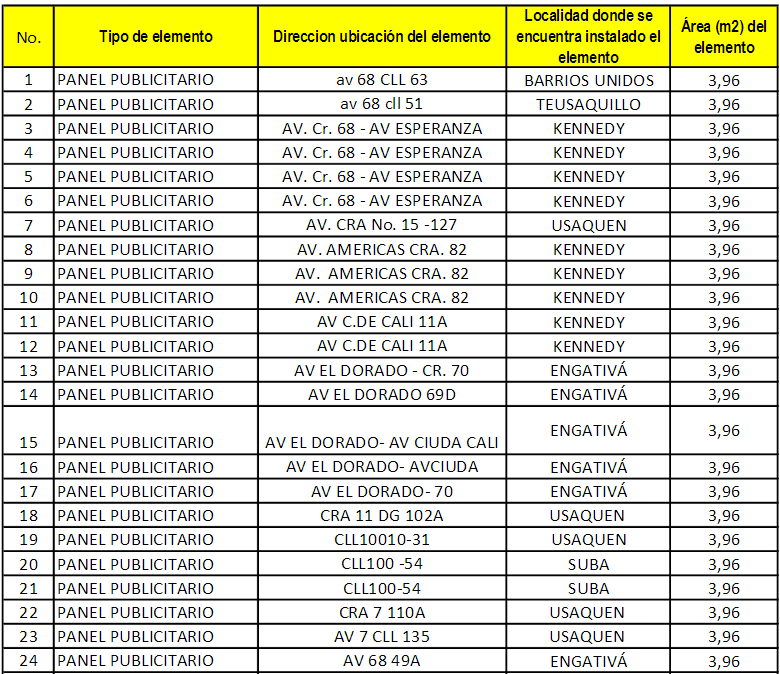 No. Tipo de elemento Direccion ubicación del elemento Localidad donde se encuentra instalado el elemento Área (m2) del elemento
1 PANEL PUBLICITARIO av 68 CLL 63 BARRIOS UNIDOS 3,96
2 PANEL PUBLICITARIO av 68 cll 51 TEUSAQUILLO 3,96
3 PANEL PUBLICITARIO AV. Cr. 68 - AV ESPERANZA KENNEDY 3,96
4 PANEL PUBLICITARIO AV. Cr. 68 - AV ESPERANZA KENNEDY 3,96
5 PANEL PUBLICITARIO AV. Cr. 68 - AV ESPERANZA KENNEDY 3,96
6 PANEL PUBLICITARIO AV. Cr. 68 - AV ESPERANZA KENNEDY 3,96
7 PANEL PUBLICITARIO AV. CRA No. 15 -127 USAQUEN 3,96
8 PANEL PUBLICITARIO AV. AMERICAS CRA. 82 KENNEDY 3,96
9 PANEL PUBLICITARIO AV. AMERICAS CRA. 82 KENNEDY 3,96
10 PANEL PUBLICITARIO AV. AMERICAS CRA. 82 KENNEDY 3,96
11 PANEL PUBLICITARIO AV C.DE CALI 11A KENNEDY 3,96
12 PANEL PUBLICITARIO AV C.DE CALI 11A KENNEDY 3,96
13 PANEL PUBLICITARIO AV EL DORADO - CR. 70 ENGATIVÁ 3,96
14 PANEL PUBLICITARIO AV EL DORADO 69D ENGATIVÁ 3,96
15 PANEL PUBLICITARIO AV EL DORADO- AV CIUDA CALI ENGATIVÁ 3,96
16 PANEL PUBLICITARIO AV EL DORADO- AVCIUDA ENGATIVÁ 3,96
17 PANEL PUBLICITARIO AV EL DORADO- 70 ENGATIVÁ 3,96
18 PANEL PUBLICITARIO CRA 11 DG 102A USAQUEN 3,96
19 PANEL PUBLICITARIO CLL10010-31 USAQUEN 3,96
20 PANEL PUBLICITARIO CLL100 -54 SUBA 3,96
21 PANEL PUBLICITARIO CLL100-54 SUBA 3,96
22 PANEL PUBLICITARIO CRA 7 110A USAQUEN 3,96
23 PANEL PUBLICITARIO AV 7 CLL 135 USAQUEN 3,96
24 PANEL PUBLICITARIO AV 68 49A ENGATIVÁ 3,96